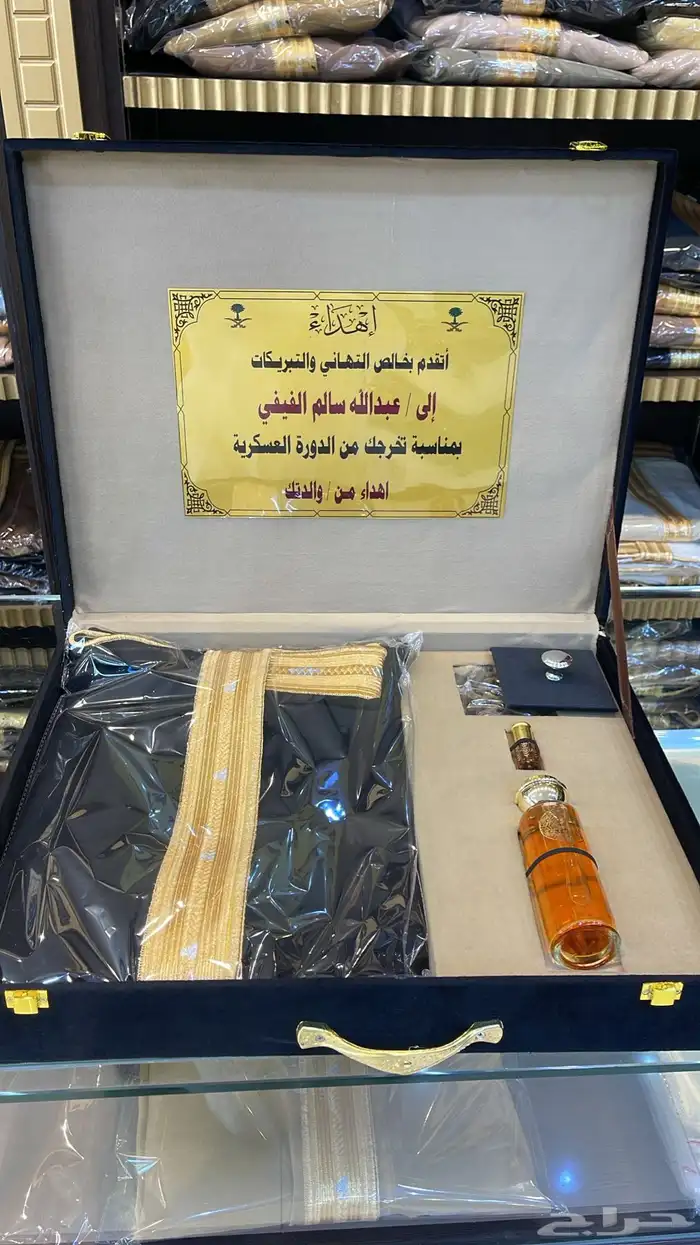 إهداء
أتقدم بخالص التهاني والتبريكات
إلى / عبدالله سالم الفيفي
بمناسبة تخرجك من الدورة العسكرية
اهداء من / والدتك
حراج